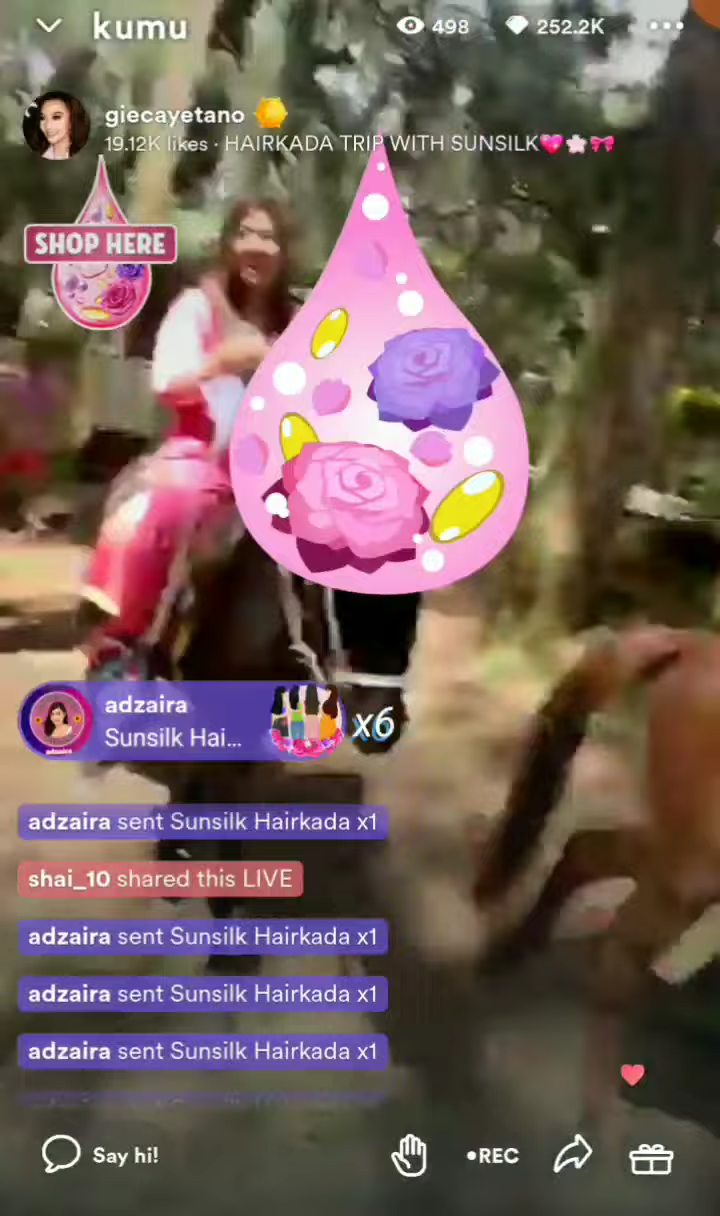 kumu
498
252.2K
giecayetano
19.12K likes · HAIRKADA TRIP WITH SUNSILK💖🌸🎀
SHOP HERE
adzaira
Sunsilk Hai...
x6
adzaira sent Sunsilk Hairkada x1
shai_10 shared this LIVE
adzaira sent Sunsilk Hairkada x1
adzaira sent Sunsilk Hairkada x1
adzaira sent Sunsilk Hairkada x1
Say hi!
•REC